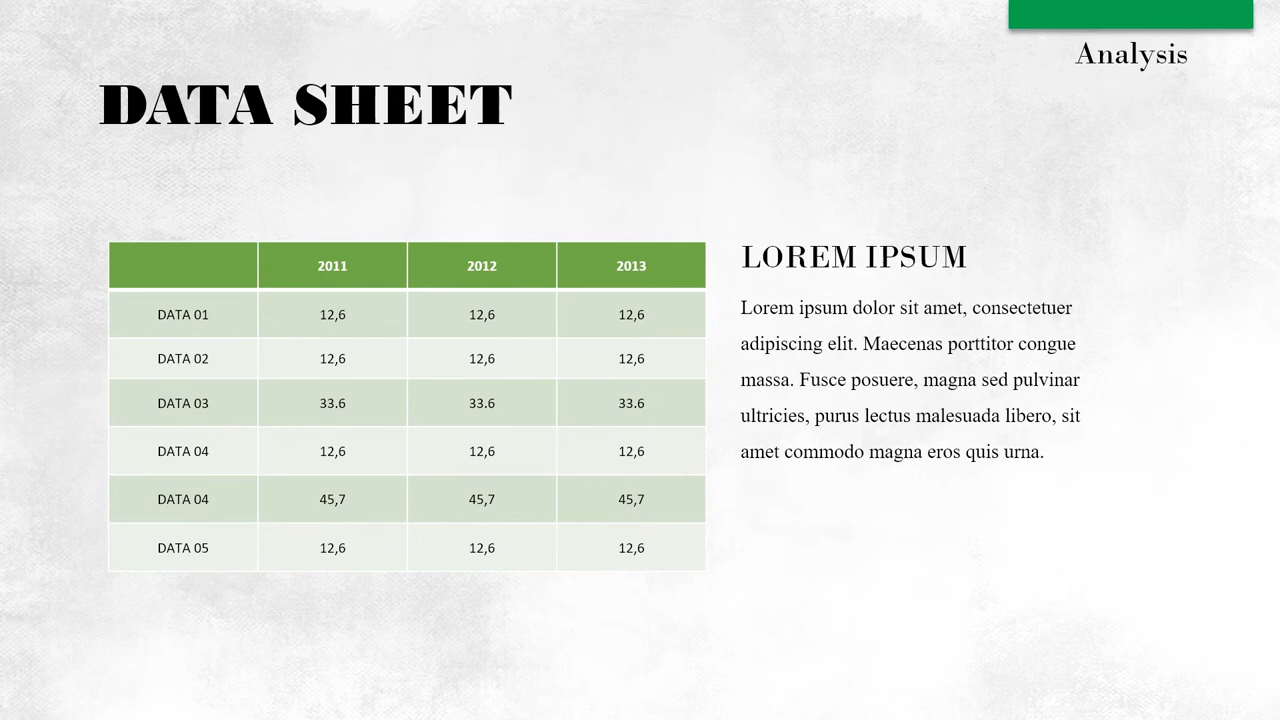 Analysis
DATA SHEET
2011 2012 2013
DATA 01 12,6 12,6 12,6
DATA 02 12,6 12,6 12,6
DATA 03 33.6 33.6 33.6
DATA 04 12,6 12,6 12,6
DATA 04 45,7 45,7 45,7
DATA 05 12,6 12,6 12,6
LOREM IPSUM
Lorem ipsum dolor sit amet, consectetuer
adipiscing elit. Maecenas porttitor congue
massa. Fusce posuere, magna sed pulvinar
ultricies, purus lectus malesuada libero, sit
amet commodo magna eros quis urna.